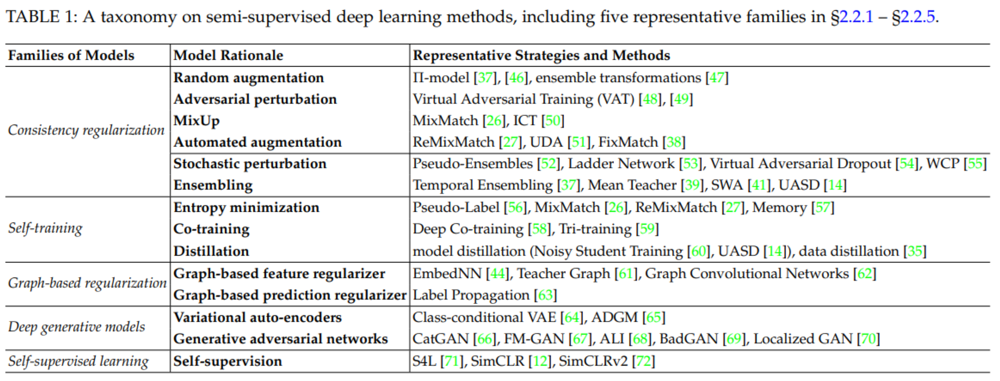 TABLE 1: A taxonomy on semi-supervised deep learning methods, including five representative families in §2.2.1 – §2.2.5.
Families of Models Model Rationale Representative Strategies and Methods
Random augmentation Π-model [37], [46], ensemble transformations [47]
Adversarial perturbation Virtual Adversarial Training (VAT) [48], [49]
MixUp MixMatch [26], ICT [50]
Consistency regularization
Automated augmentation ReMixMatch [27], UDA [51], FixMatch [38]
Stochastic perturbation Pseudo-Ensembles [52], Ladder Network [53], Virtual Adversarial Dropout [54], WCP [55]
Ensembling Temporal Ensembling [37], Mean Teacher [39], SWA [41], UASD [14]
Entropy minimization Pseudo-Label [56], MixMatch [26], ReMixMatch [27], Memory [57]
Self-training Co-training Deep Co-training [58], Tri-training [59]
Distillation model distillation (Noisy Student Training [60], UASD [14]), data distillation [35]
Graph-based feature regularizer EmbedNN [44], Teacher Graph [61], Graph Convolutional Networks [62]
Graph-based regularization
Graph-based prediction regularizer Label Propagation [63]
Variational auto-encoders Class-conditional VAE [64], ADGM [65]
Deep generative models
Generative adversarial networks CatGAN [66], FM-GAN [67], ALI [68], BadGAN [69], Localized GAN [70]
Self-supervised learning Self-supervision S4L [71], SimCLR [12], SimCLRv2 [72]